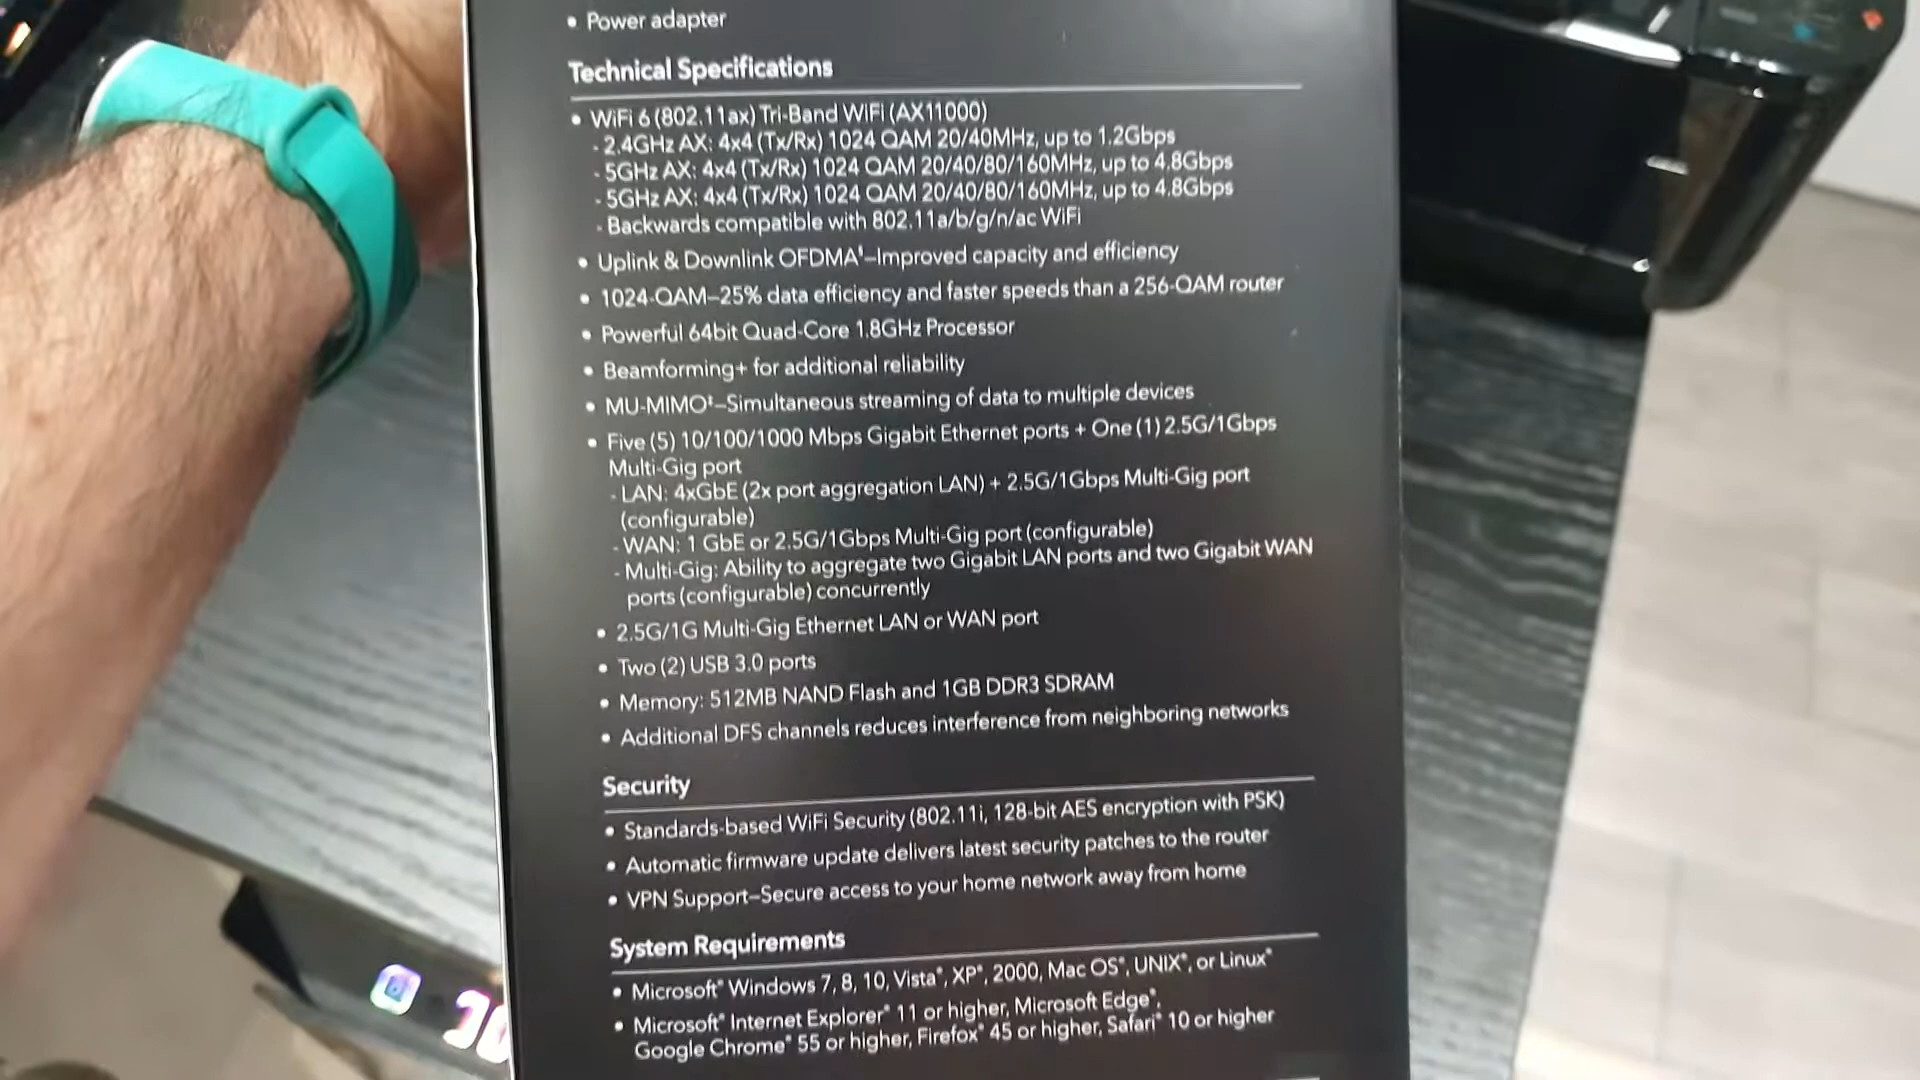 • Power adapter
Technical Specifications
• WiFi 6 (802.11ax) Tri-Band WiFi (AX11000)
- 2.4GHz AX: 4x4 (Tx/Rx) 1024 QAM 20/40MHz, up to 1.2Gbps
- 5GHz AX: 4x4 (Tx/Rx) 1024 QAM 20/40/80/160MHz, up to 4.8Gbps
- 5GHz AX: 4x4 (Tx/Rx) 1024 QAM 20/40/80/160MHz, up to 4.8Gbps
- Backwards compatible with 802.11a/b/g/n/ac WiFi
• Uplink & Downlink OFDMA‡–Improved capacity and efficiency
• 1024-QAM–25% data efficiency and faster speeds than a 256-QAM router
• Powerful 64bit Quad-Core 1.8GHz Processor
• Beamforming+ for additional reliability
• MU-MIMO‡–Simultaneous streaming of data to multiple devices
• Five (5) 10/100/1000 Mbps Gigabit Ethernet ports + One (1) 2.5G/1Gbps
Multi-Gig port
- LAN: 4xGbE (2x port aggregation LAN) + 2.5G/1Gbps Multi-Gig port
(configurable)
- WAN: 1 GbE or 2.5G/1Gbps Multi-Gig port (configurable)
- Multi-Gig: Ability to aggregate two Gigabit LAN ports and two Gigabit WAN
ports (configurable) concurrently
• 2.5G/1G Multi-Gig Ethernet LAN or WAN port
• Two (2) USB 3.0 ports
• Memory: 512MB NAND Flash and 1GB DDR3 SDRAM
• Additional DFS channels reduces interference from neighboring networks
Security
• Standards-based WiFi Security (802.11i, 128-bit AES encryption with PSK)
• Automatic firmware update delivers latest security patches to the router
• VPN Support–Secure access to your home network away from home
System Requirements
• Microsoft® Windows 7, 8, 10, Vista®, XP®, 2000, Mac OS®, UNIX®, or Linux®
• Microsoft® Internet Explorer® 11 or higher, Microsoft Edge®,
Google Chrome® 55 or higher, Firefox® 45 or higher, Safari® 10 or higher